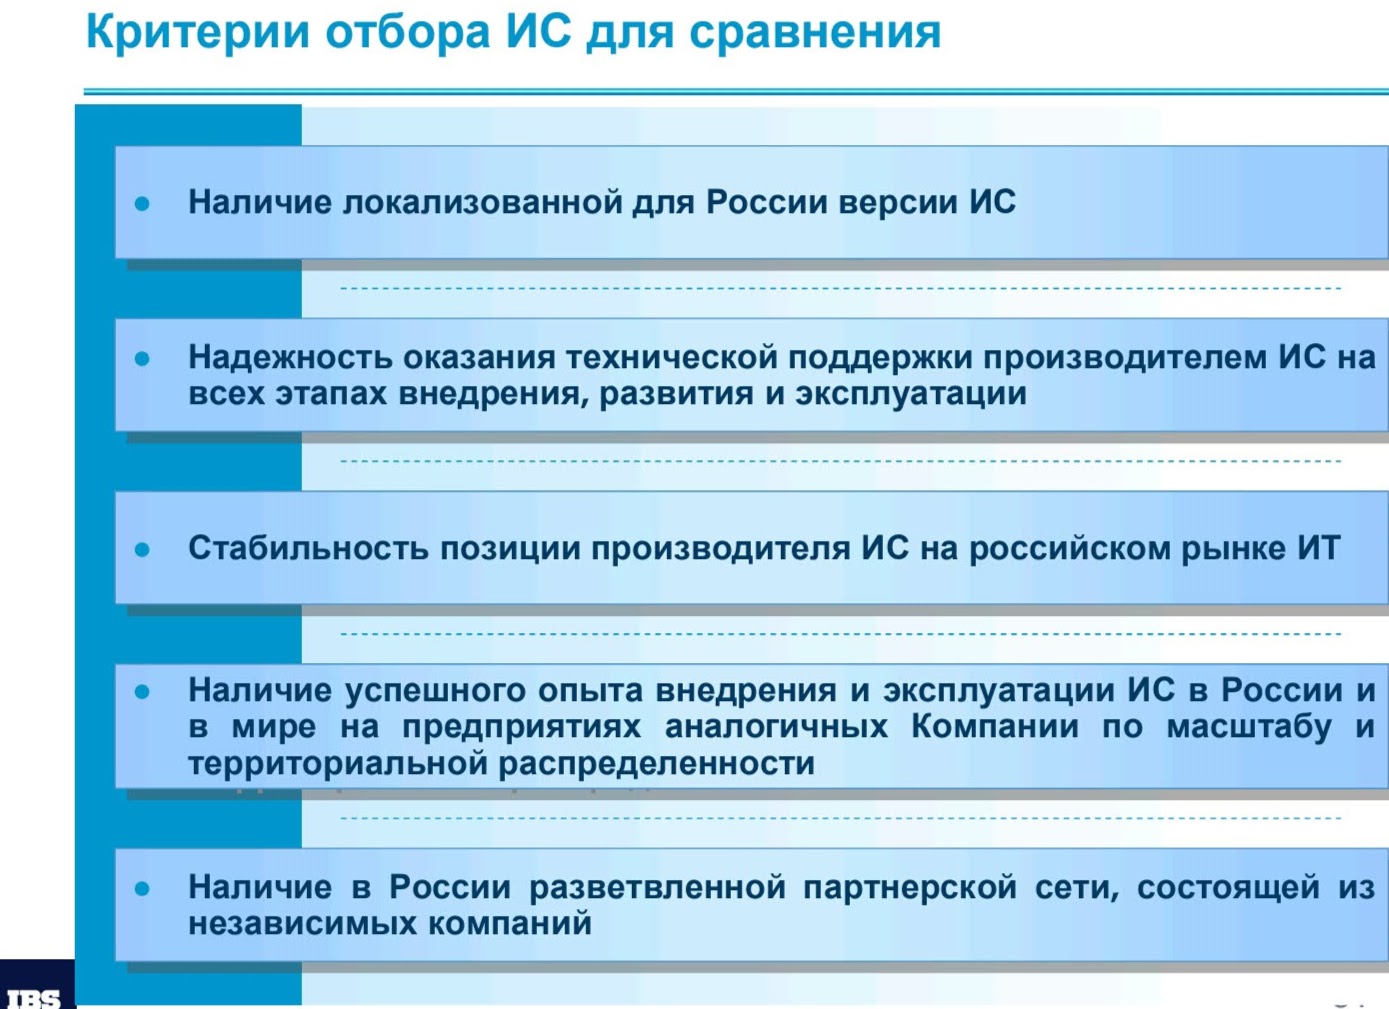 Критерии отбора ИС для сравнения
● Наличие локализованной для России версии ИС
● Надежность оказания технической поддержки производителем ИС на
всех этапах внедрения, развития и эксплуатации
● Стабильность позиции производителя ИС на российском рынке ИТ
● Наличие успешного опыта внедрения и эксплуатации ИС в России и
в мире на предприятиях аналогичных Компании по масштабу и
территориальной распределенности
● Наличие в России разветвленной партнерской сети, состоящей из
независимых компаний
IBS